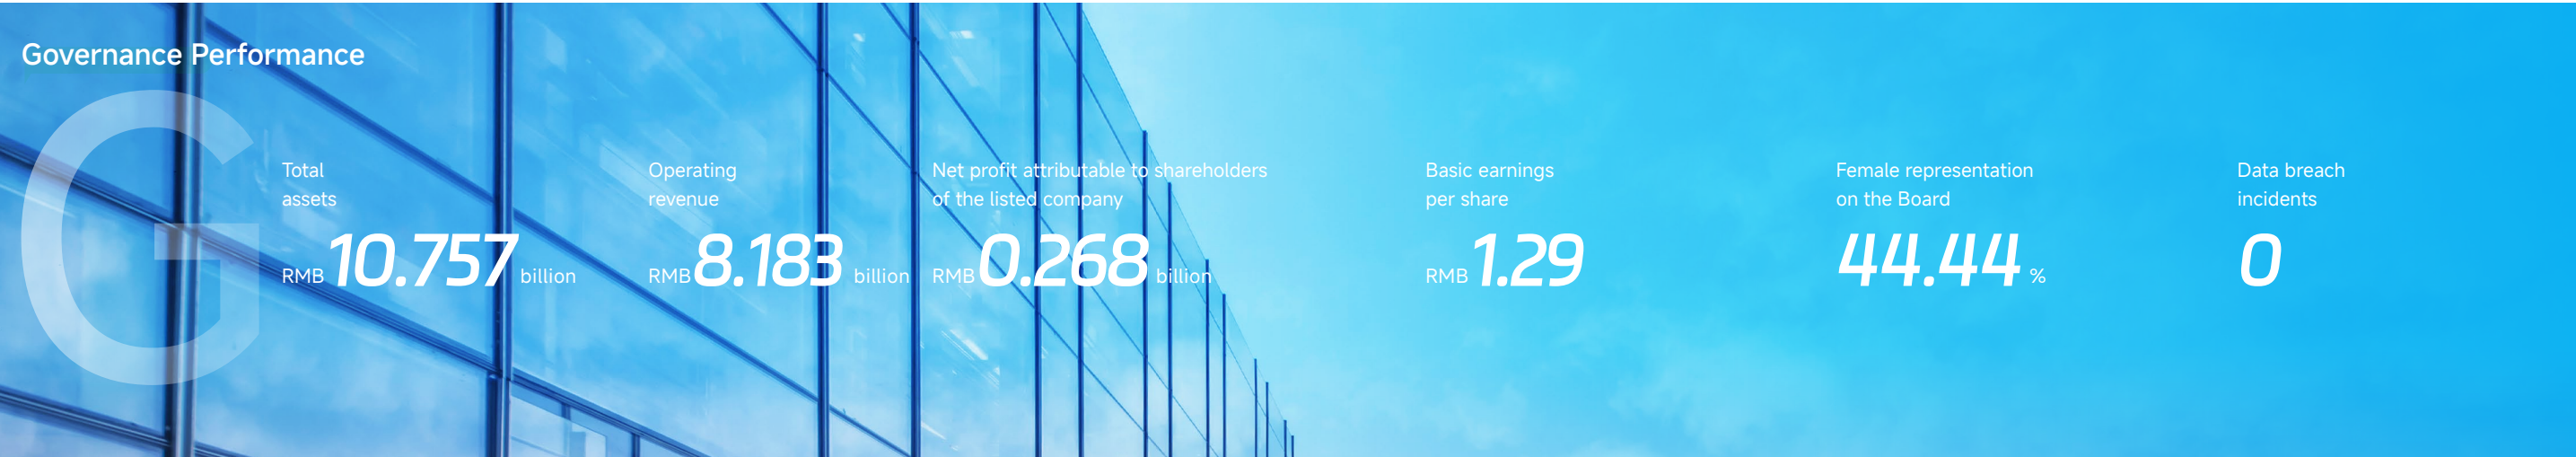 Governance Performance
G
Total
assets
RMB 10.757 billion
Operating
revenue
RMB 8.183 billion
Net profit attributable to shareholders
of the listed company
RMB 0.268 billion
Basic earnings
per share
RMB 1.29
Female representation
on the Board
44.44 %
Data breach
incidents
0